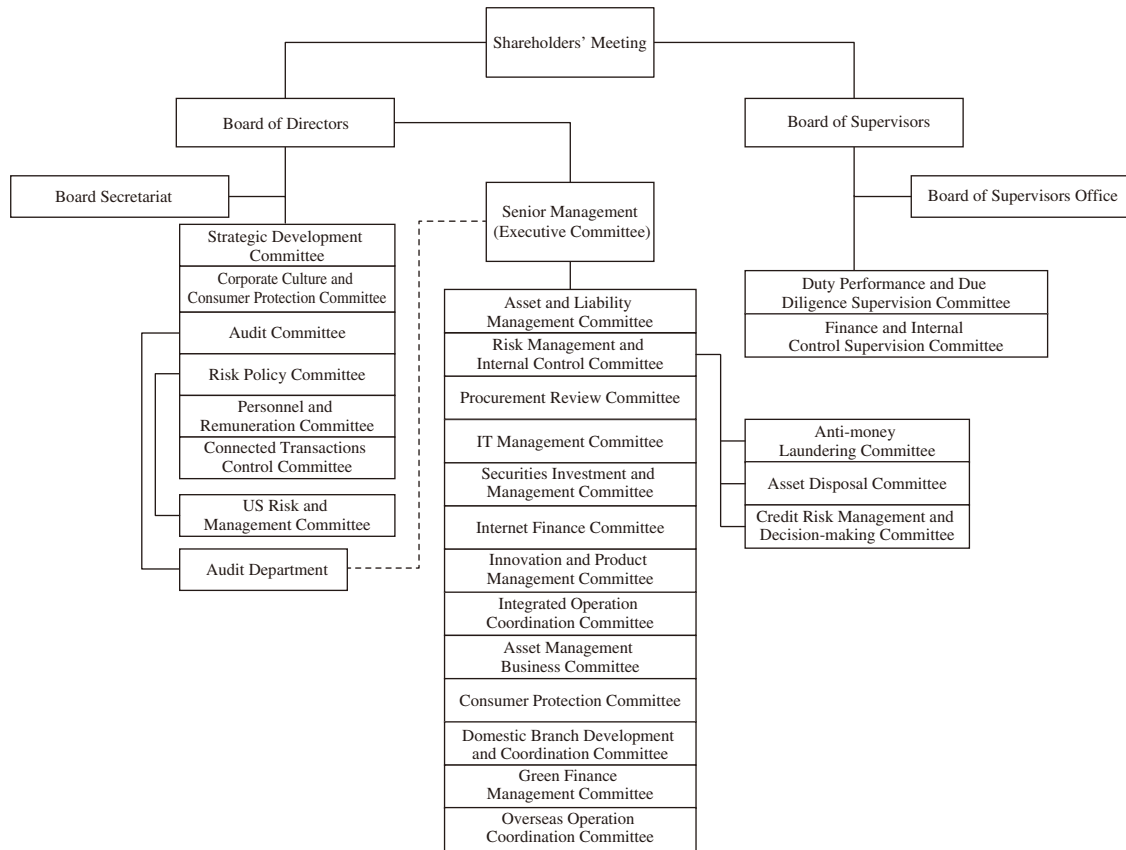 Shareholders’ Meeting
Board of Directors
Board of Supervisors
Board Secretariat
Board of Supervisors Office
Senior Management
(Executive Committee)
Strategic Development
Committee
Corporate Culture and
Consumer Protection Committee
Audit Committee
Risk Policy Committee
Personnel and
Remuneration Committee
Connected Transactions
Control Committee
US Risk and
Management Committee
Audit Department
Asset and Liability
Management Committee
Risk Management and
Internal Control Committee
Procurement Review Committee
IT Management Committee
Securities Investment and
Management Committee
Internet Finance Committee
Innovation and Product
Management Committee
Integrated Operation
Coordination Committee
Asset Management
Business Committee
Consumer Protection Committee
Domestic Branch Development
and Coordination Committee
Green Finance
Management Committee
Overseas Operation
Coordination Committee
Duty Performance and Due
Diligence Supervision Committee
Finance and Internal
Control Supervision Committee
Anti-money
Laundering Committee
Asset Disposal Committee
Credit Risk Management and
Decision-making Committee